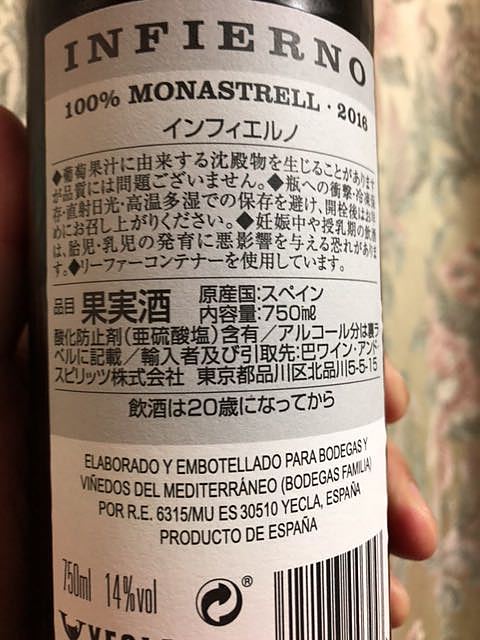 INFIERNO
100% MONASTRELL · 2016
インフィエルノ
◆葡萄果汁に由来する沈殿物を生じることがあります
が品質には問題ございません。◆瓶への衝撃・冷凍保
存・直射日光・高温多湿での保存を避け、開栓後はお早
めにお召し上がりください。◆妊娠中や授乳期の飲酒
は、胎児・乳児の発育に悪影響を与える恐れがありま
す。◆リーファーコンテナーを使用しています。
品目 果実酒 原産国:スペイン
内容量:750mℓ
酸化防止剤(亜硫酸塩)含有/アルコール分は裏ラ
ベルに記載/輸入者及び引取先:巴ワイン・アンド・
スピリッツ株式会社 東京都品川区北品川5-5-15
飲酒は20歳になってから
ELABORADO Y EMBOTELLADO PARA BODEGAS Y
VIÑEDOS DEL MEDITERRÁNEO (BODEGAS FAMILIA)
POR R.E. 6315/MU ES 30510 YECLA, ESPAÑA
PRODUCTO DE ESPAÑA
750ml 14%vol
®